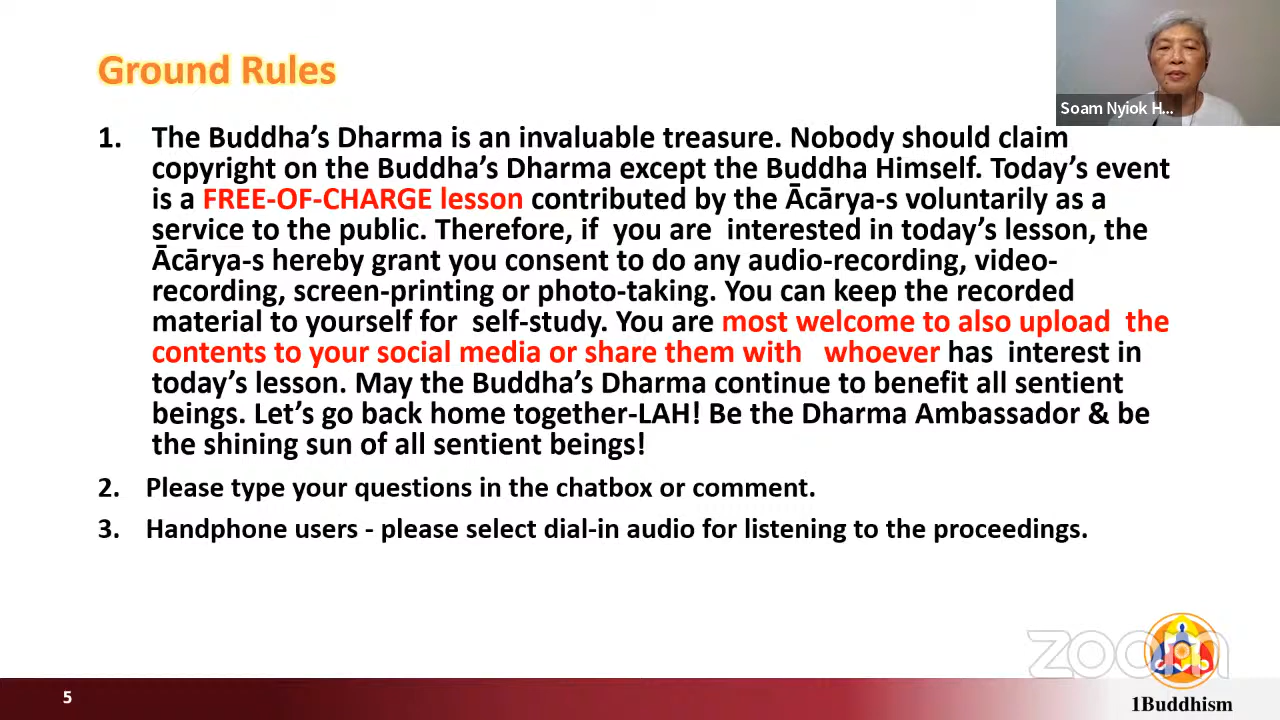 Ground Rules
Soam Nyiok H...
1. The Buddha's Dharma is an invaluable treasure. Nobody should claim
copyright on the Buddha's Dharma except the Buddha Himself. Today's event
is a FREE-OF-CHARGE lesson contributed by the Ācārya-s voluntarily as a
service to the public. Therefore, if you are interested in today's lesson, the
Ācārya-s hereby grant you consent to do any audio-recording, video-
recording, screen-printing or photo-taking. You can keep the recorded
material to yourself for self-study. You are most welcome to also upload the
contents to your social media or share them with whoever has interest in
today's lesson. May the Buddha's Dharma continue to benefit all sentient
beings. Let's go back home together-LAH! Be the Dharma Ambassador & be
the shining sun of all sentient beings!
2. Please type your questions in the chatbox or comment.
3. Handphone users - please select dial-in audio for listening to the proceedings.
zoom
5
1Buddhism